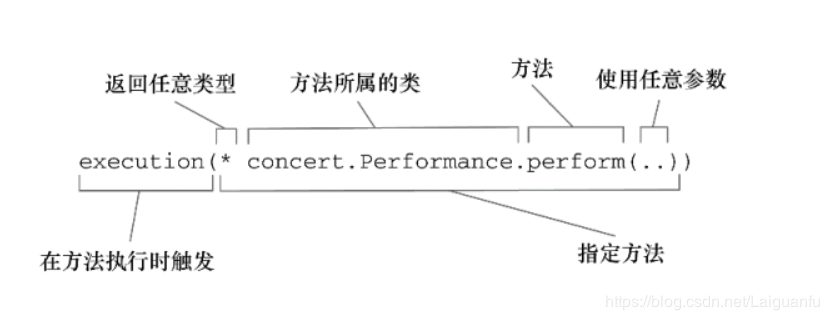 返回任意类型
方法所属的类
方法
使用任意参数
execution(* concert.Performance.perform(..))
在方法执行时触发
指定方法
https://blog.csdn.net/Laiguanfu